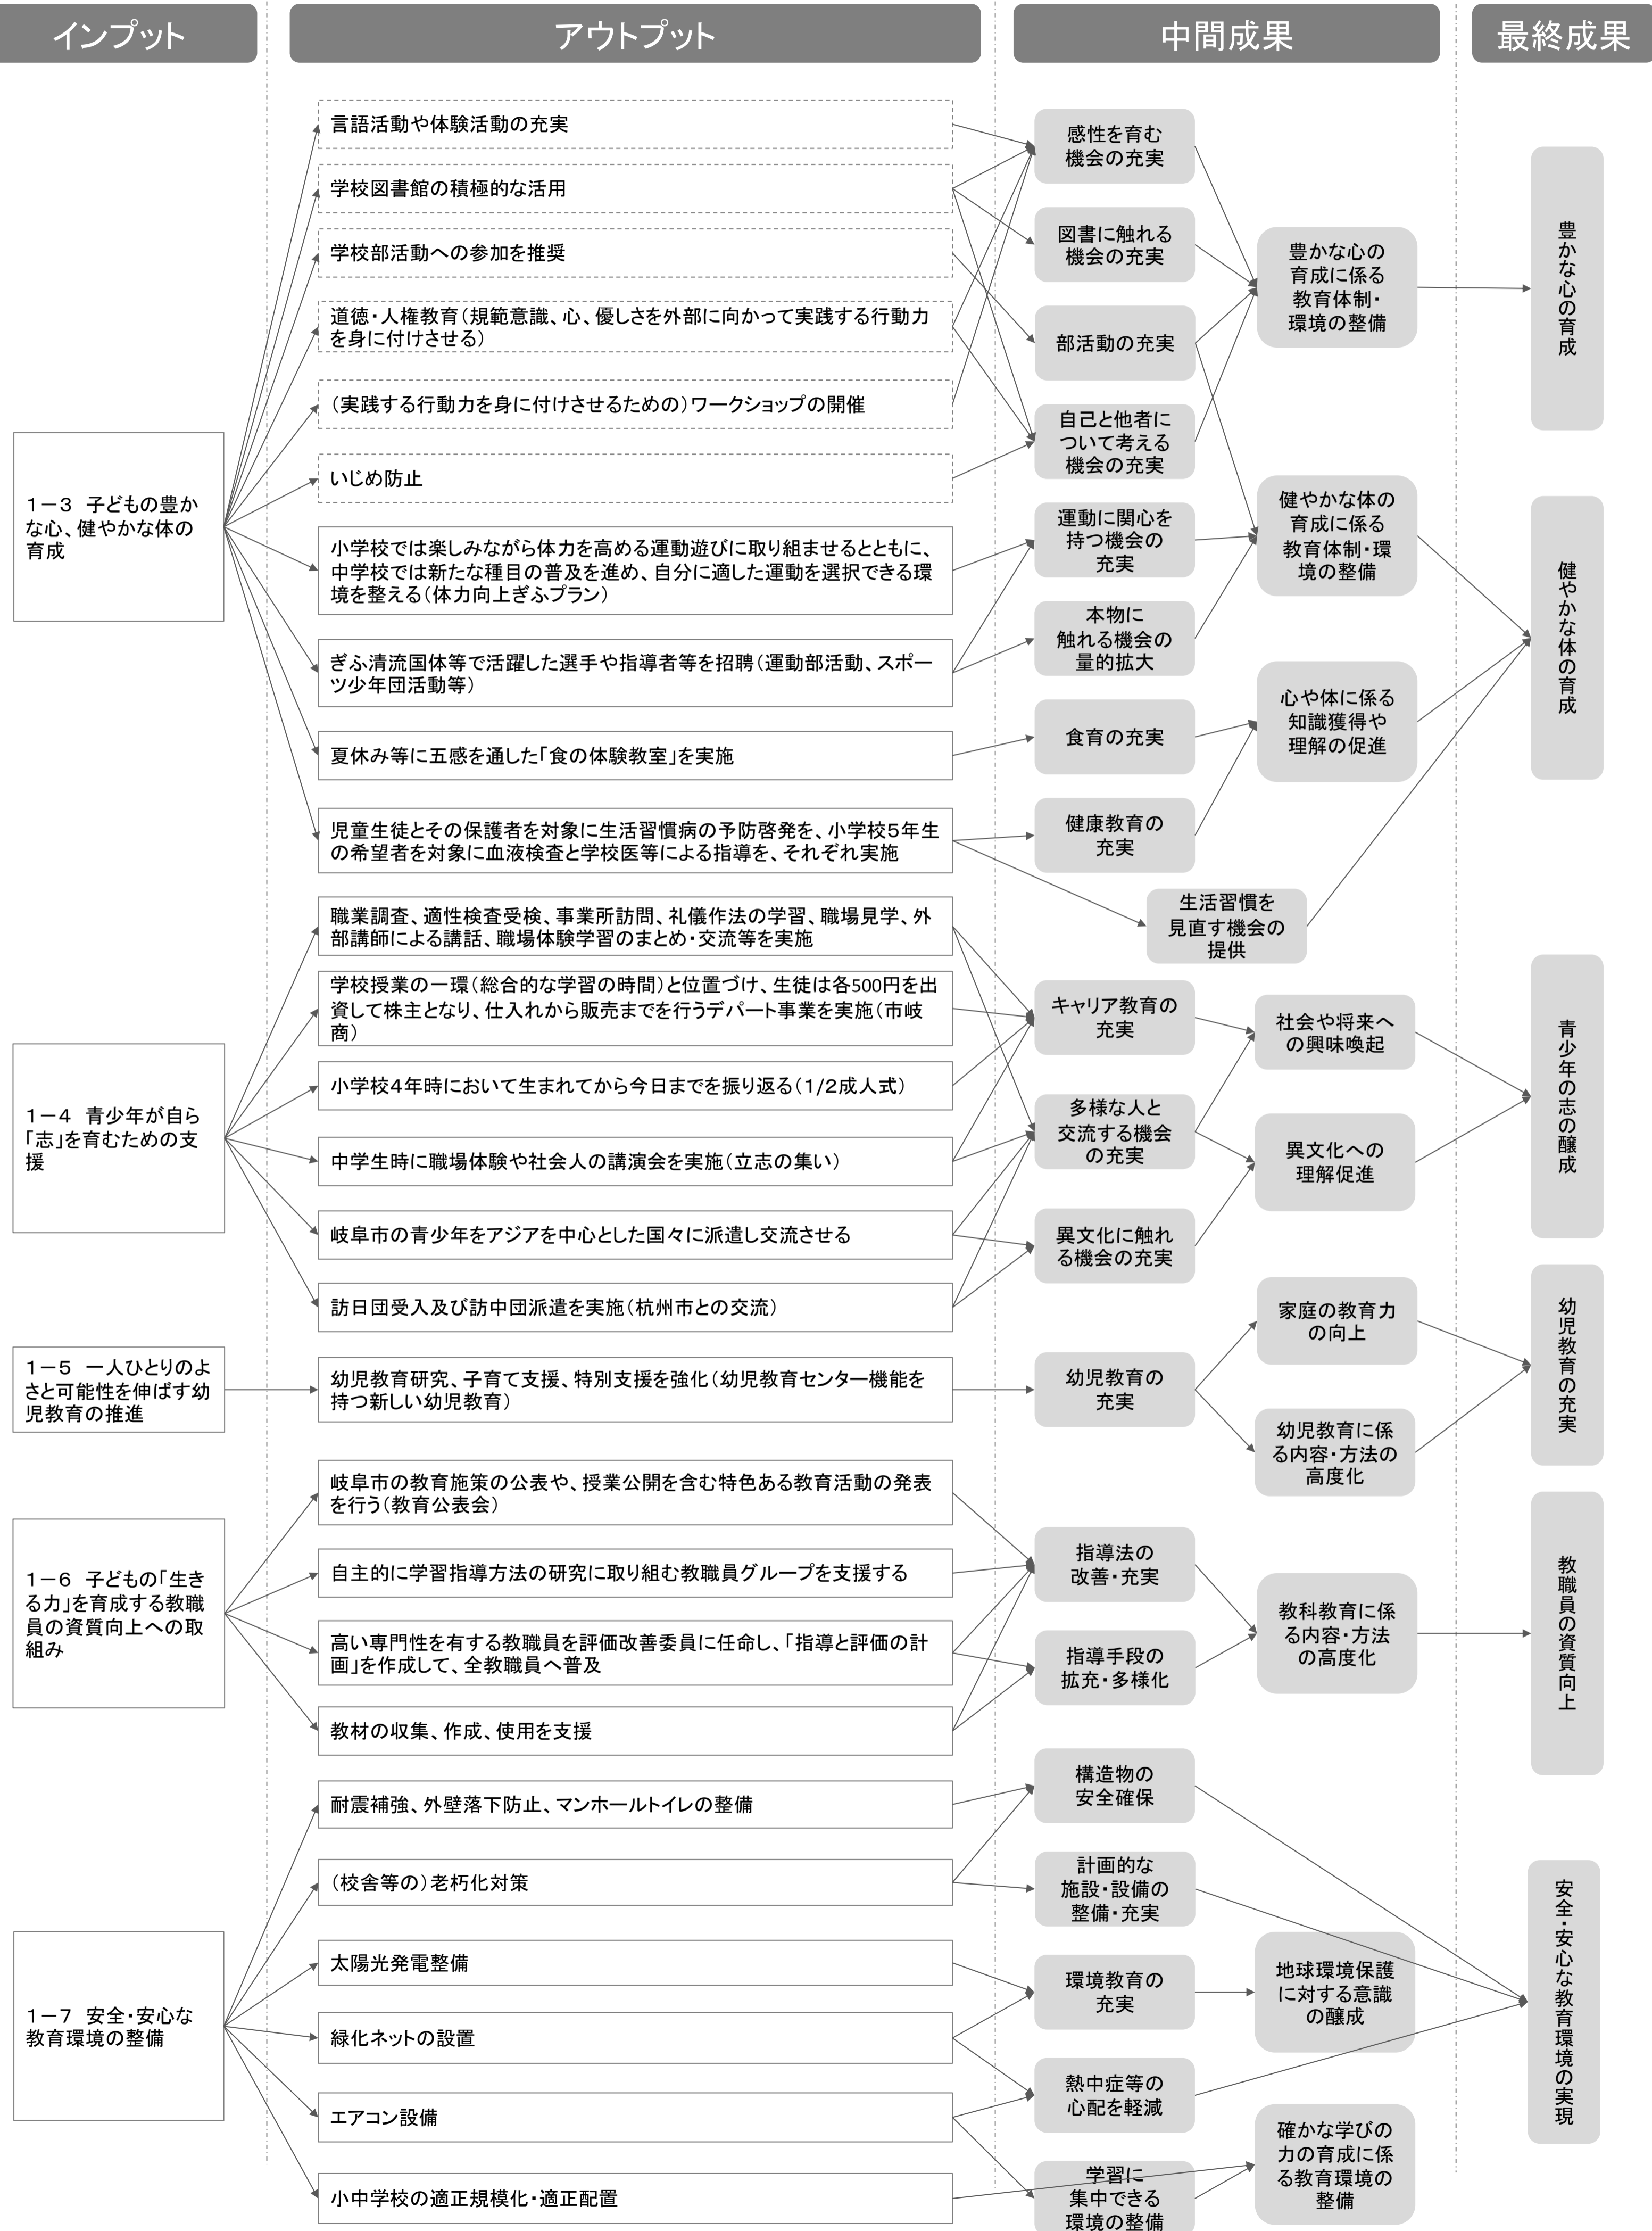 インプット
アウトプット
中間成果
最終成果
1－3 子どもの豊か
な心、健やかな体の
育成
言語活動や体験活動の充実
学校図書館の積極的な活用
学校部活動への参加を推奨
道徳・人権教育（規範意識、心、優しさを外部に向かって実践する行動力
を身に付けさせる）
（実践する行動力を身に付けさせるための）ワークショップの開催
いじめ防止
小学校では楽しみながら体力を高める運動遊びに取り組ませるとともに、
中学校では新たな種目の普及を進め、自分に適した運動を選択できる環
境を整える（体力向上ぎふプラン）
ぎふ清流国体等で活躍した選手や指導者等を招聘（運動部活動、スポー
ツ少年団活動等）
夏休み等に五感を通した「食の体験教室」を実施
児童生徒とその保護者を対象に生活習慣病の予防啓発を、小学校5年生
の希望者を対象に血液検査と学校医等による指導を、それぞれ実施
感性を育む
機会の充実
図書に触れる
機会の充実
部活動の充実
自己と他者に
ついて考える
機会の充実
運動に関心を
持つ機会の
充実
本物に
触れる機会の
量的拡大
食育の充実
健康教育の
充実
生活習慣を
見直す機会の
提供
豊かな心の
育成に係る
教育体制・
環境の整備
健やかな体の
育成に係る
教育体制・環
境の整備
心や体に係る
知識獲得や
理解の促進
豊かな心の育成
健やかな体の育成
1－4 青少年が自ら
「志」を育むための支
援
職業調査、適性検査受検、事業所訪問、礼儀作法の学習、職場見学、外
部講師による講話、職場体験学習のまとめ・交流等を実施
学校授業の一環（総合的な学習の時間）と位置づけ、生徒は各500円を出
資して株主となり、仕入れから販売までを行うデパート事業を実施（市岐
商）
小学校4年時において生まれてから今日までを振り返る（1/2成人式）
中学生時に職場体験や社会人の講演会を実施（立志の集い）
岐阜市の青少年をアジアを中心とした国々に派遣し交流させる
訪日団受入及び訪中団派遣を実施（杭州市との交流）
キャリア教育の
充実
多様な人と
交流する機会
の充実
異文化に触れ
る機会の充実
社会や将来へ
の興味喚起
異文化への
理解促進
青少年の志の醸成
1－5 一人ひとりのよ
さと可能性を伸ばす幼
児教育の推進
幼児教育研究、子育て支援、特別支援を強化（幼児教育センター機能を
持つ新しい幼児教育）
幼児教育の
充実
家庭の教育力
の向上
幼児教育に係
る内容・方法の
高度化
幼児教育の充実
1－6 子どもの「生き
る力」を育成する教職
員の資質向上への取
組み
岐阜市の教育施策の公表や、授業公開を含む特色ある教育活動の発表
を行う（教育公表会）
自主的に学習指導方法の研究に取り組む教職員グループを支援する
高い専門性を有する教職員を評価改善委員に任命し、「指導と評価の計
画」を作成して、全教職員へ普及
教材の収集、作成、使用を支援
指導法の
改善・充実
指導手段の
拡充・多様化
教科教育に係
る内容・方法
の高度化
教職員の資質向上
1－7 安全・安心な
教育環境の整備
耐震補強、外壁落下防止、マンホールトイレの整備
（校舎等の）老朽化対策
太陽光発電整備
緑化ネットの設置
エアコン設備
小中学校の適正規模化・適正配置
構造物の
安全確保
計画的な
施設・設備の
整備・充実
環境教育の
充実
熱中症等の
心配を軽減
学習に
集中できる
環境の整備
地球環境保護
に対する意識
の醸成
確かな学びの
力の育成に係
る教育環境の
整備
安全・安心な教育環境の実現